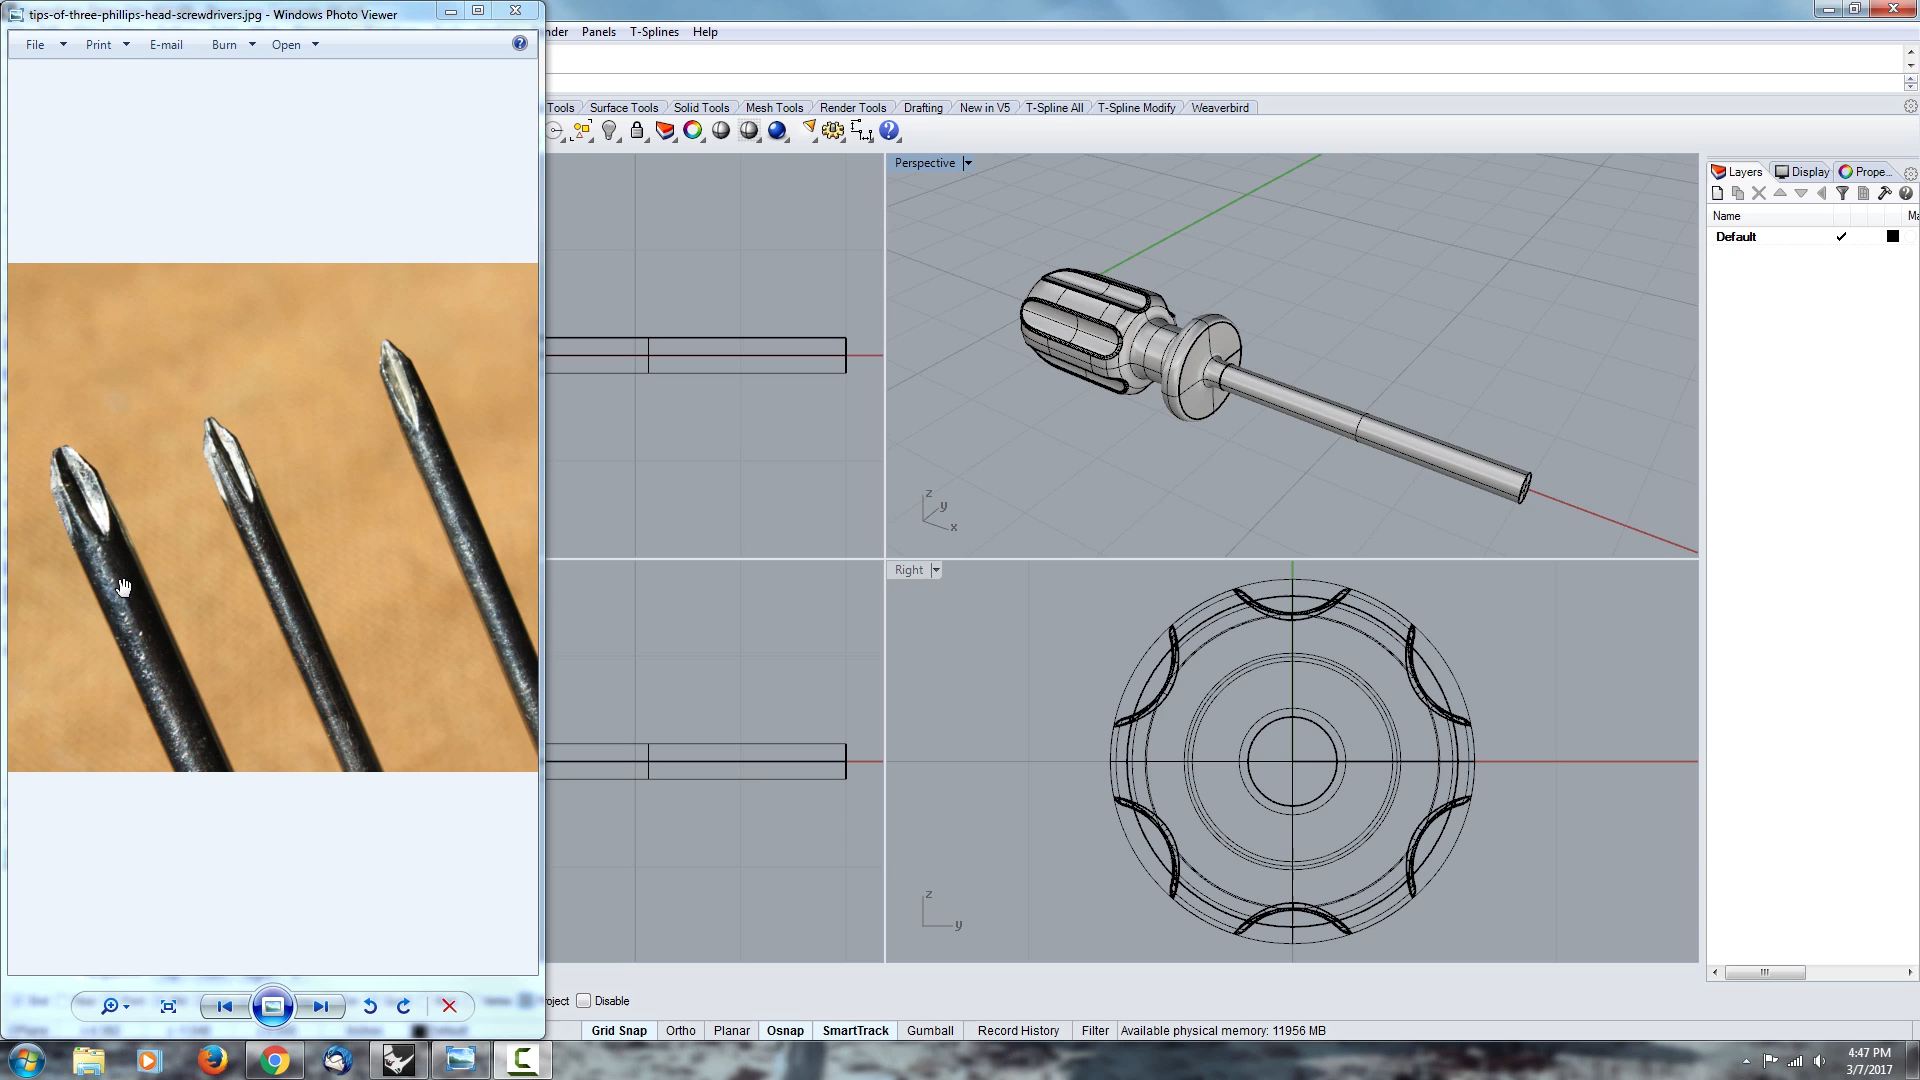 tips-of-three-phillips-head-screwdrivers.jpg - Windows Photo Viewer
File Print E-mail Burn Open
nder Panels T-Splines Help
Tools Surface Tools Solid Tools Mesh Tools Render Tools Drafting New in V5 T-Spline All T-Spline Modify Weaverbird
Perspective
Layers Display Prope...
Name Ma
Default
z
y
x
Right
z
y
oject Disable
Grid Snap Ortho Planar Osnap SmartTrack Gumball Record History Filter Available physical memory: 11956 MB
4:47 PM
3/7/2017